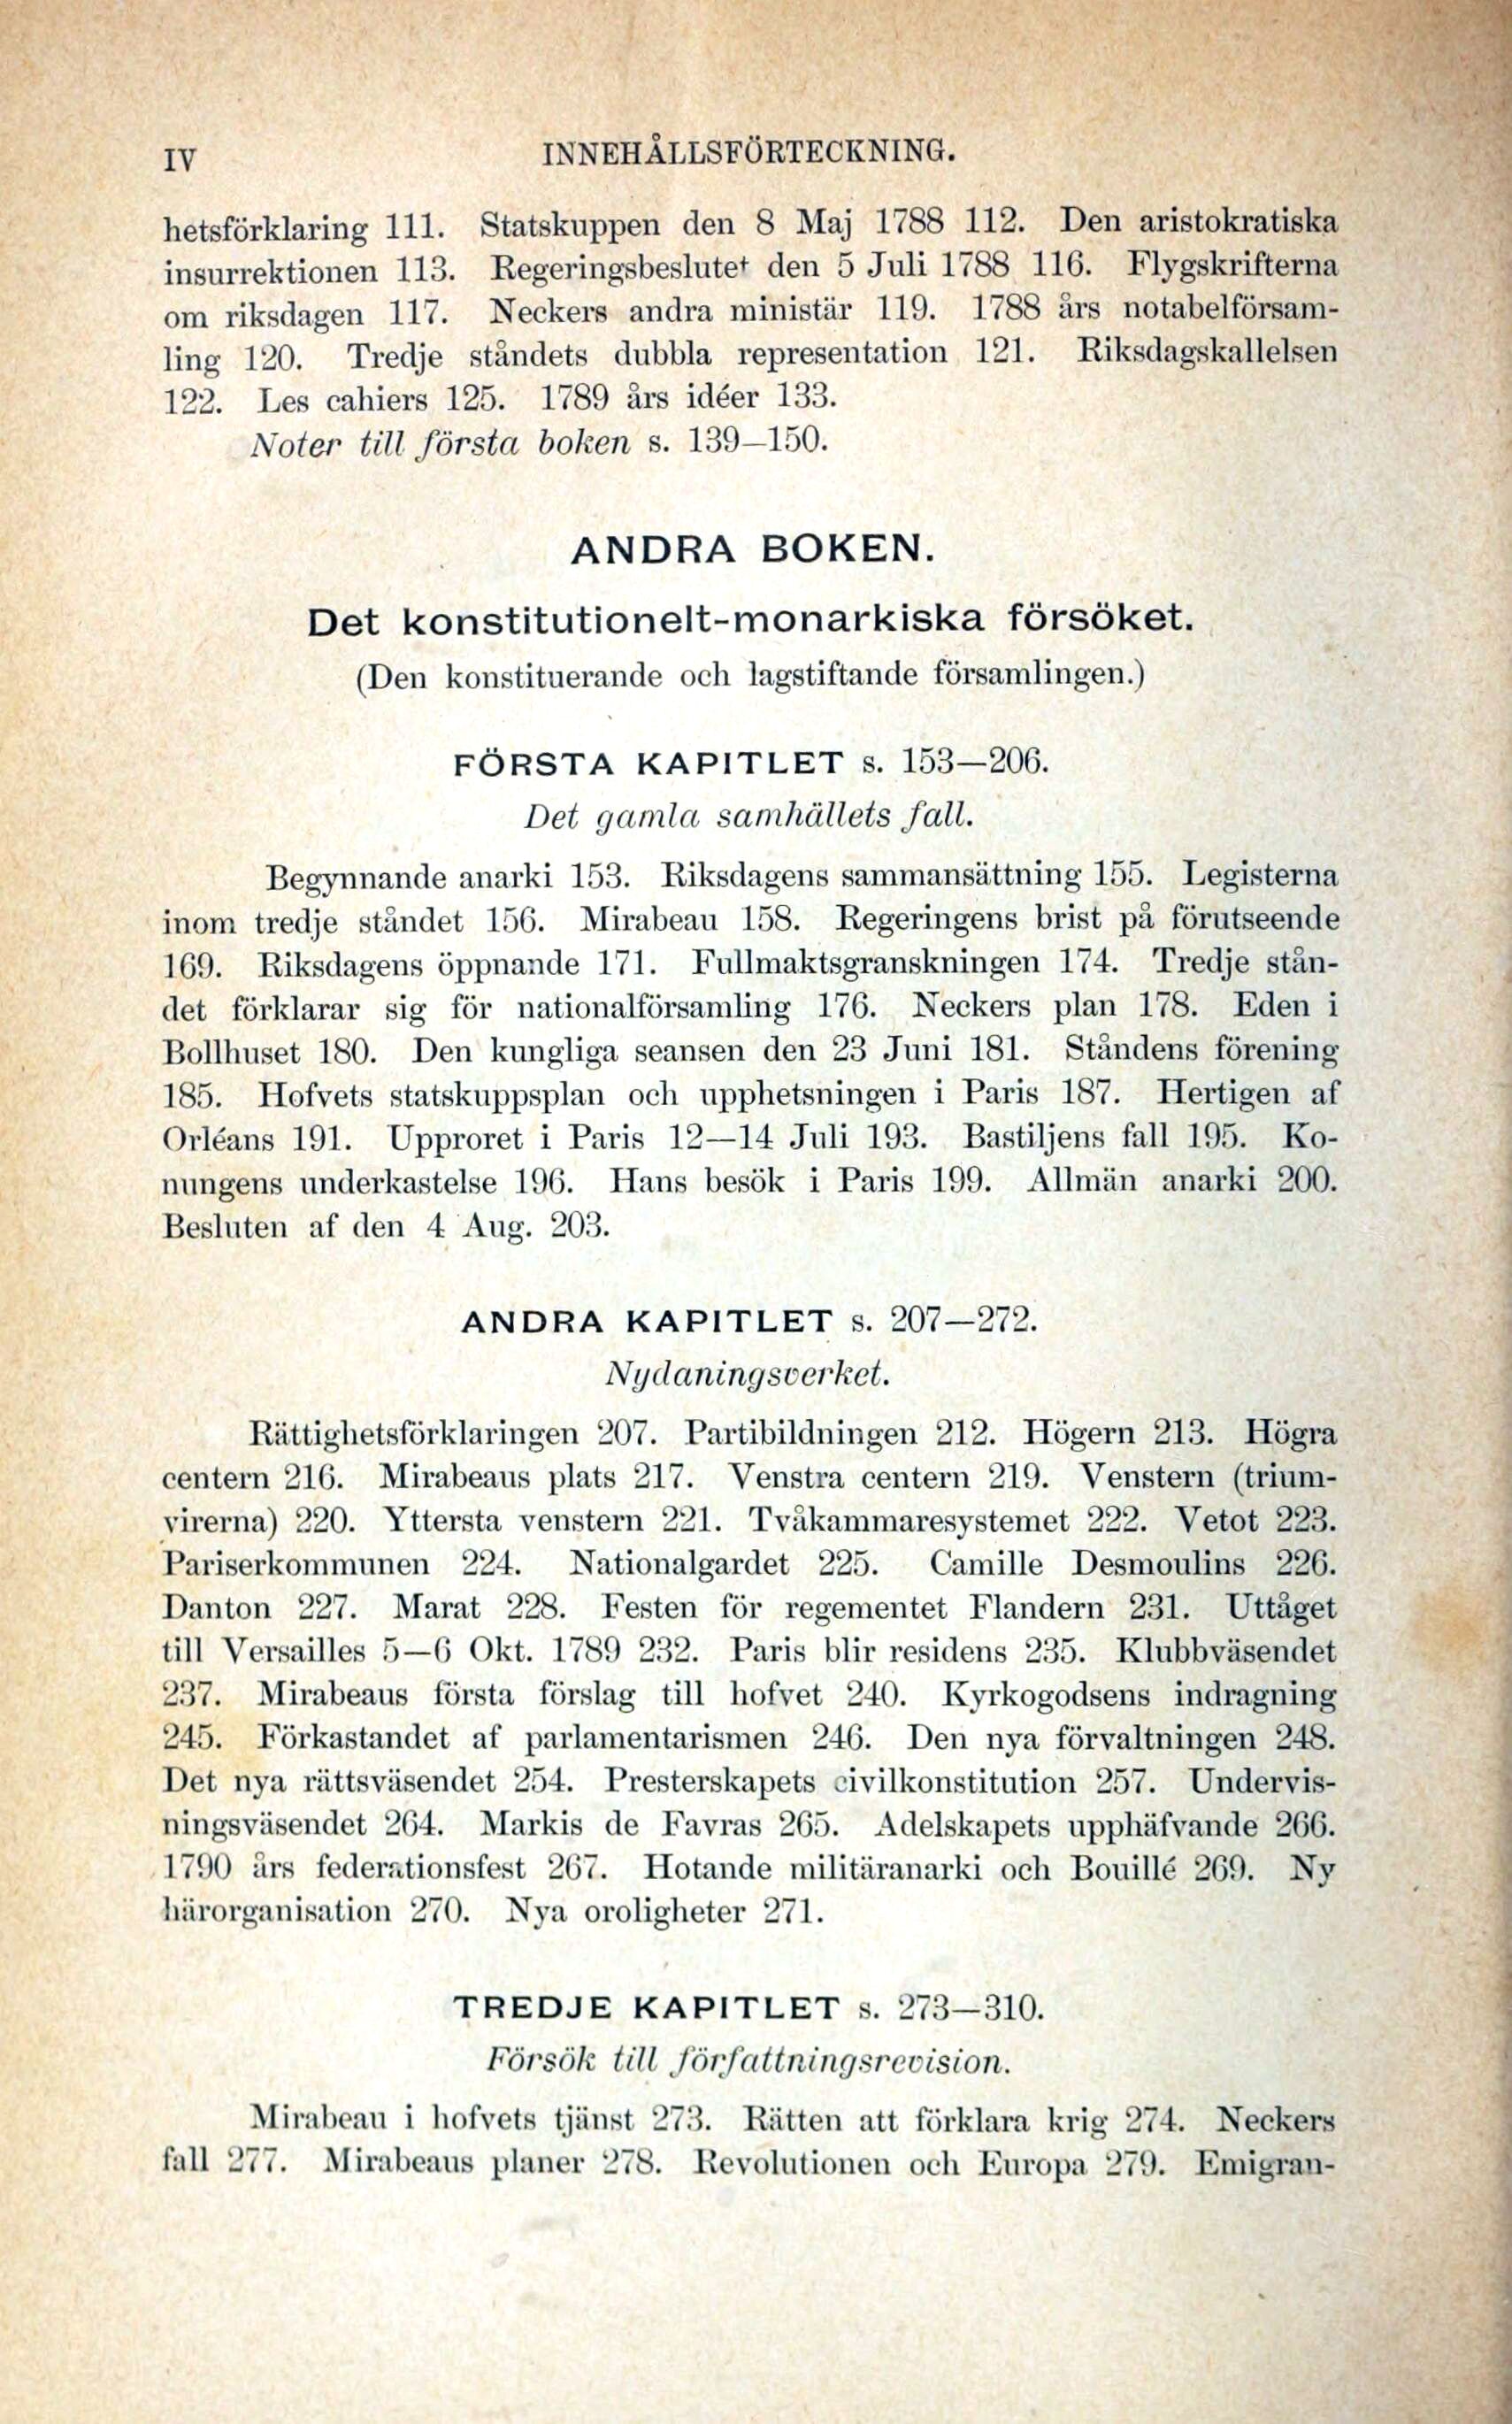 IV
INNEHÅLLSFÖRTECKNING.
hetsförklaring 111. Statskuppen den 8 Maj 1788 112. Den aristokratiska
insurrektionen 113. Regeringsbeslutet den 5 Juli 1788 116. Flygskrifterna
om riksdagen 117. Neckers andra ministär 119. 1788 års notabelförsam-
ling 120. Tredje ståndets dubbla representation 121. Riksdagskallelsen
122. Les cahiers 125. 1789 års idéer 133.
Noter till första boken s. 139–150.
ANDRA BOKEN.
Det konstitutionelt-monarkiska försöket.
(Den konstituerande och lagstiftande församlingen.)
FÖRSTA KAPITLET s. 153—206.
Det gamla samhällets fall.
Begynnande anarki 153. Riksdagens sammansättning 155. Legisterna
inom tredje ståndet 156. Mirabeau 158. Regeringens brist på förutseende
169. Riksdagens öppnande 171. Fullmaktsgranskningen 174. Tredje stån-
det förklarar sig för nationalförsamling 176. Neckers plan 178. Eden i
Bollhuset 180. Den kungliga seansen den 23 Juni 181. Ståndens förening
185. Hofvets statskuppsplan och upphetsningen i Paris 187. Hertigen af
Orléans 191. Upproret i Paris 12—14 Juli 193. Bastiljens fall 195. Ko-
nungens underkastelse 196. Hans besök i Paris 199. Allmän anarki 200.
Besluten af den 4 Aug. 203.
ANDRA KAPITLET s. 207—272.
Nydaningsverket.
Rättighetsförklaringen 207. Partibildningen 212. Högern 213. Högra
centern 216. Mirabeaus plats 217. Venstra centern 219. Venstern (trium-
virerna) 220. Yttersta venstern 221. Tvåkammaresystemet 222. Vetot 223.
Pariserkommunen 224. Nationalgardet 225. Camille Desmoulins 226.
Danton 227. Marat 228. Festen för regementet Flandern 231. Uttåget
till Versailles 5—6 Okt. 1789 232. Paris blir residens 235. Klubbväsendet
237. Mirabeaus första förslag till hofvet 240. Kyrkogodsens indragning
245. Förkastandet af parlamentarismen 246. Den nya förvaltningen 248.
Det nya rättsväsendet 254. Presterskapets civilkonstitution 257. Undervis-
ningsväsendet 264. Markis de Favras 265. Adelskapets upphäfvande 266.
1790 års federationsfest 267. Hotande militäranarki och Bouillé 269. Ny
härorganisation 270. Nya oroligheter 271.
TREDJE KAPITLET s. 273—310.
Försök till författningsrevision.
Mirabeau i hofvets tjänst 273. Rätten att förklara krig 274. Neckers
fall 277. Mirabeaus planer 278. Revolutionen och Europa 279. Emigran-